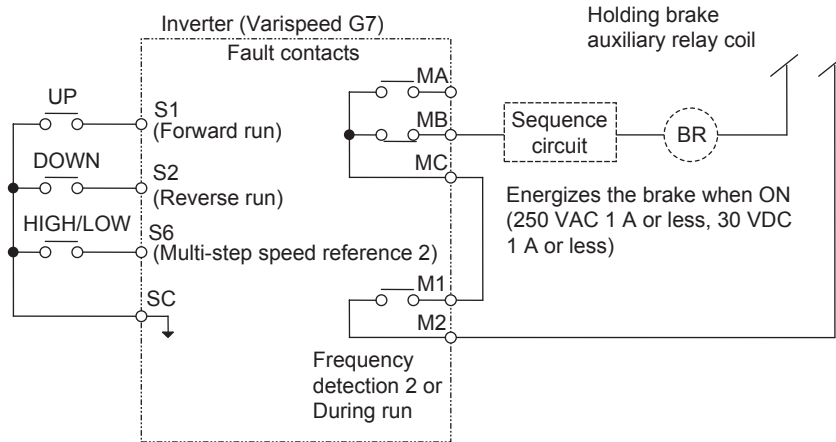 Inverter (Varispeed G7)
Holding brake
auxiliary relay coil
Fault contacts
MA
UP
S1
(Forward run)
MB
Sequence
circuit
BR
DOWN
S2
(Reverse run)
MC
Energizes the brake when ON
(250 VAC 1 A or less, 30 VDC
1 A or less)
HIGH/LOW
S6
(Multi-step speed reference 2)
SC
M1
M2
Frequency
detection 2 or
During run